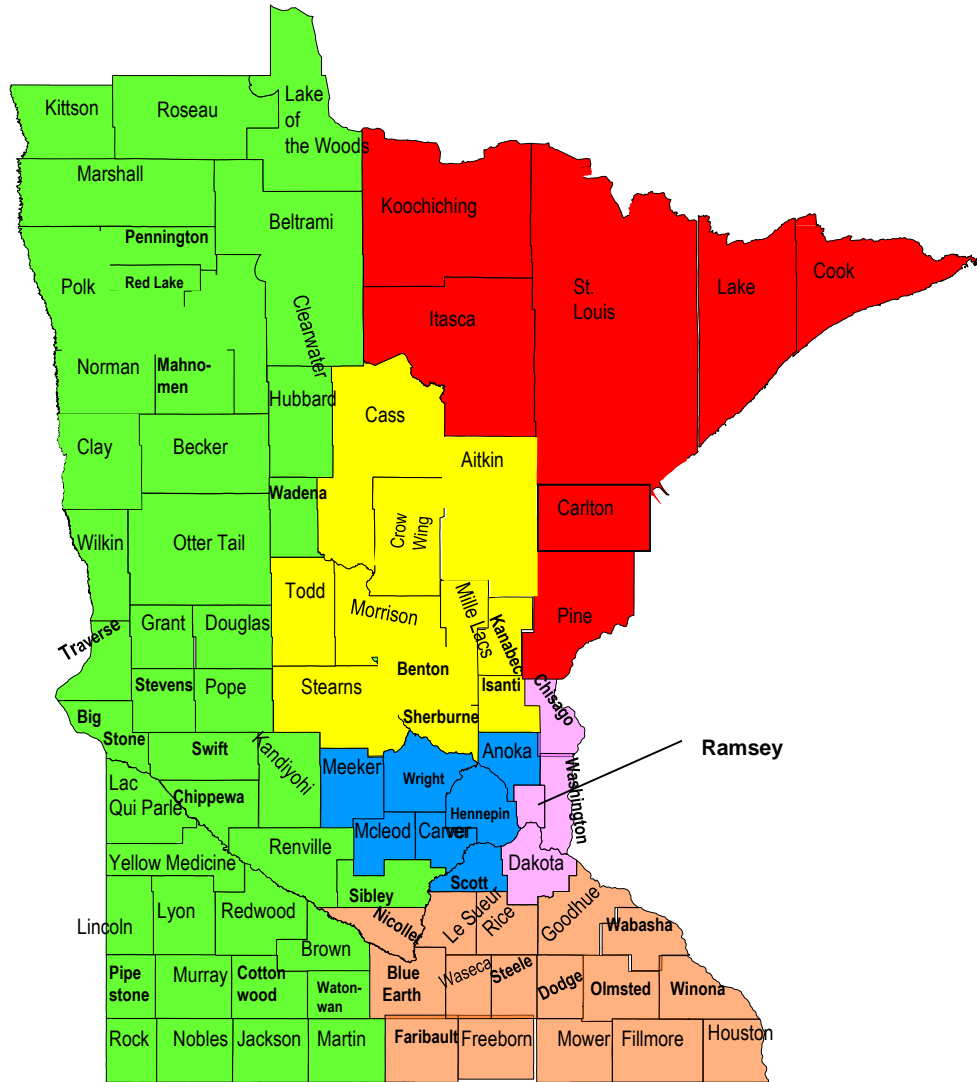 Kittson
Roseau
Lake
of
the Woods
Marshall
Koochiching
Beltrami
Pennington
Polk
Red Lake
St.
Louis
Lake
Cook
Clearwater
Itasca
Norman
Mahno-
men
Hubbard
Cass
Clay
Becker
Aitkin
Wadena
Carlton
Wilkin
Otter Tail
Crow
Wing
Todd
Morrison
Mille Lacs
Kanabec
Pine
Traverse
Grant
Douglas
Benton
Stevens
Pope
Stearns
Isanti
Chisago
Big
Stone
Swift
Kandiyohi
Sherburne
Anoka
Ramsey
Meeker
Wright
Washington
Lac
Qui Parle
Chippewa
Hennepin
Mcleod
Carver
Renville
Yellow Medicine
Dakota
Scott
Sibley
Lincoln
Lyon
Redwood
Nicollet
Le Sueur
Rice
Goodhue
Wabasha
Brown
Pipe
stone
Murray
Cotton
wood
Waton-
wan
Blue
Earth
Waseca
Steele
Dodge
Olmsted
Winona
Rock
Nobles
Jackson
Martin
Faribault
Freeborn
Mower
Fillmore
Houston